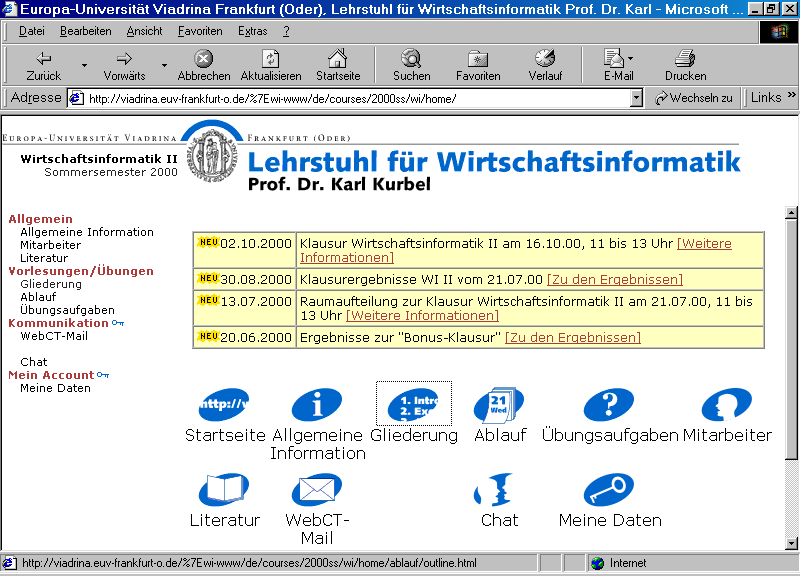 Europa-Universität Viadrina Frankfurt (Oder), Lehrstuhl für Wirtschaftsinformatik Prof. Dr. Karl - Microsoft ...
Datei Bearbeiten Ansicht Favoriten Extras ?
Zurück Vorwärts Abbrechen Aktualisieren Startseite Suchen Favoriten Verlauf E-Mail Drucken
Adresse http://viadrina.euv-frankfurt-o.de/%7Ewi-www/de/courses/2000ss/wi/home/ Wechseln zu Links »
EUROPA-UNIVERSITÄT VIADRINA FRANKFURT (ODER)
Wirtschaftsinformatik II
Sommersemester 2000
Lehrstuhl für Wirtschaftsinformatik
Prof. Dr. Karl Kurbel
Allgemein
Allgemeine Information
Mitarbeiter
Literatur
Vorlesungen/Übungen
Gliederung
Ablauf
Übungsaufgaben
Kommunikation
WebCT-Mail
Chat
Mein Account
Meine Daten
NEU 02.10.2000 Klausur Wirtschaftsinformatik II am 16.10.00, 11 bis 13 Uhr [Weitere
Informationen]
NEU 30.08.2000 Klausurergebnisse WI II vom 21.07.00 [Zu den Ergebnissen]
NEU 13.07.2000 Raumaufteilung zur Klausur Wirtschaftsinformatik II am 21.07.00, 11 bis
13 Uhr [Weitere Informationen]
NEU 20.06.2000 Ergebnisse zur "Bonus-Klausur" [Zu den Ergebnissen]
http://w i 1. Intro 21 ?
2. Exe Wed
Startseite Allgemeine Gliederung Ablauf Übungsaufgaben Mitarbeiter
Information
Literatur WebCT- Chat Meine Daten
Mail
http://viadrina.euv-frankfurt-o.de/%7Ewi-www/de/courses/2000ss/wi/home/ablauf/outline.html Internet